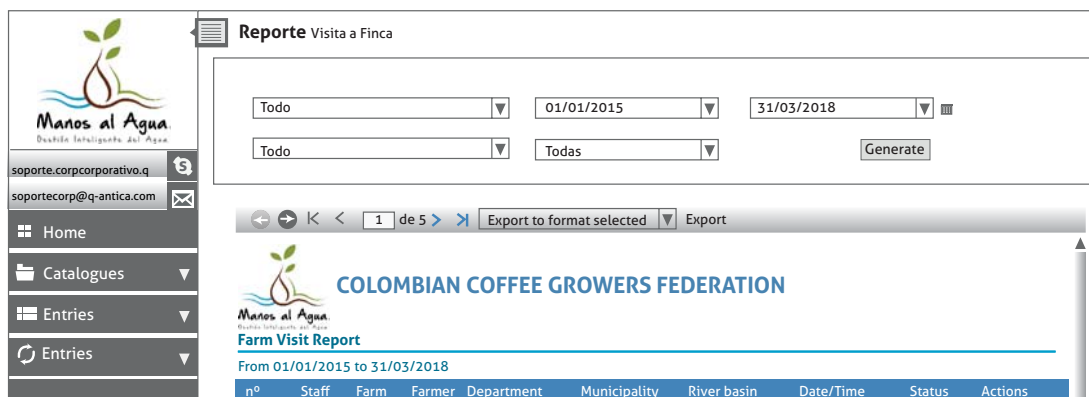 Reporte Visita a Finca
Manos al Agua
Gestión Inteligente del Agua
soporte.corpcorporativo.q
soportecorp@q-antica.com
Home
Catalogues
Entries
Entries
Todo
01/01/2015
31/03/2018
Todo
Todas
Generate
1 de 5 Export to format selected Export
Manos al Agua
COLOMBIAN COFFEE GROWERS FEDERATION
Farm Visit Report
From 01/01/2015 to 31/03/2018
nº Staff Farm Farmer Department Municipality River basin Date/Time Status Actions